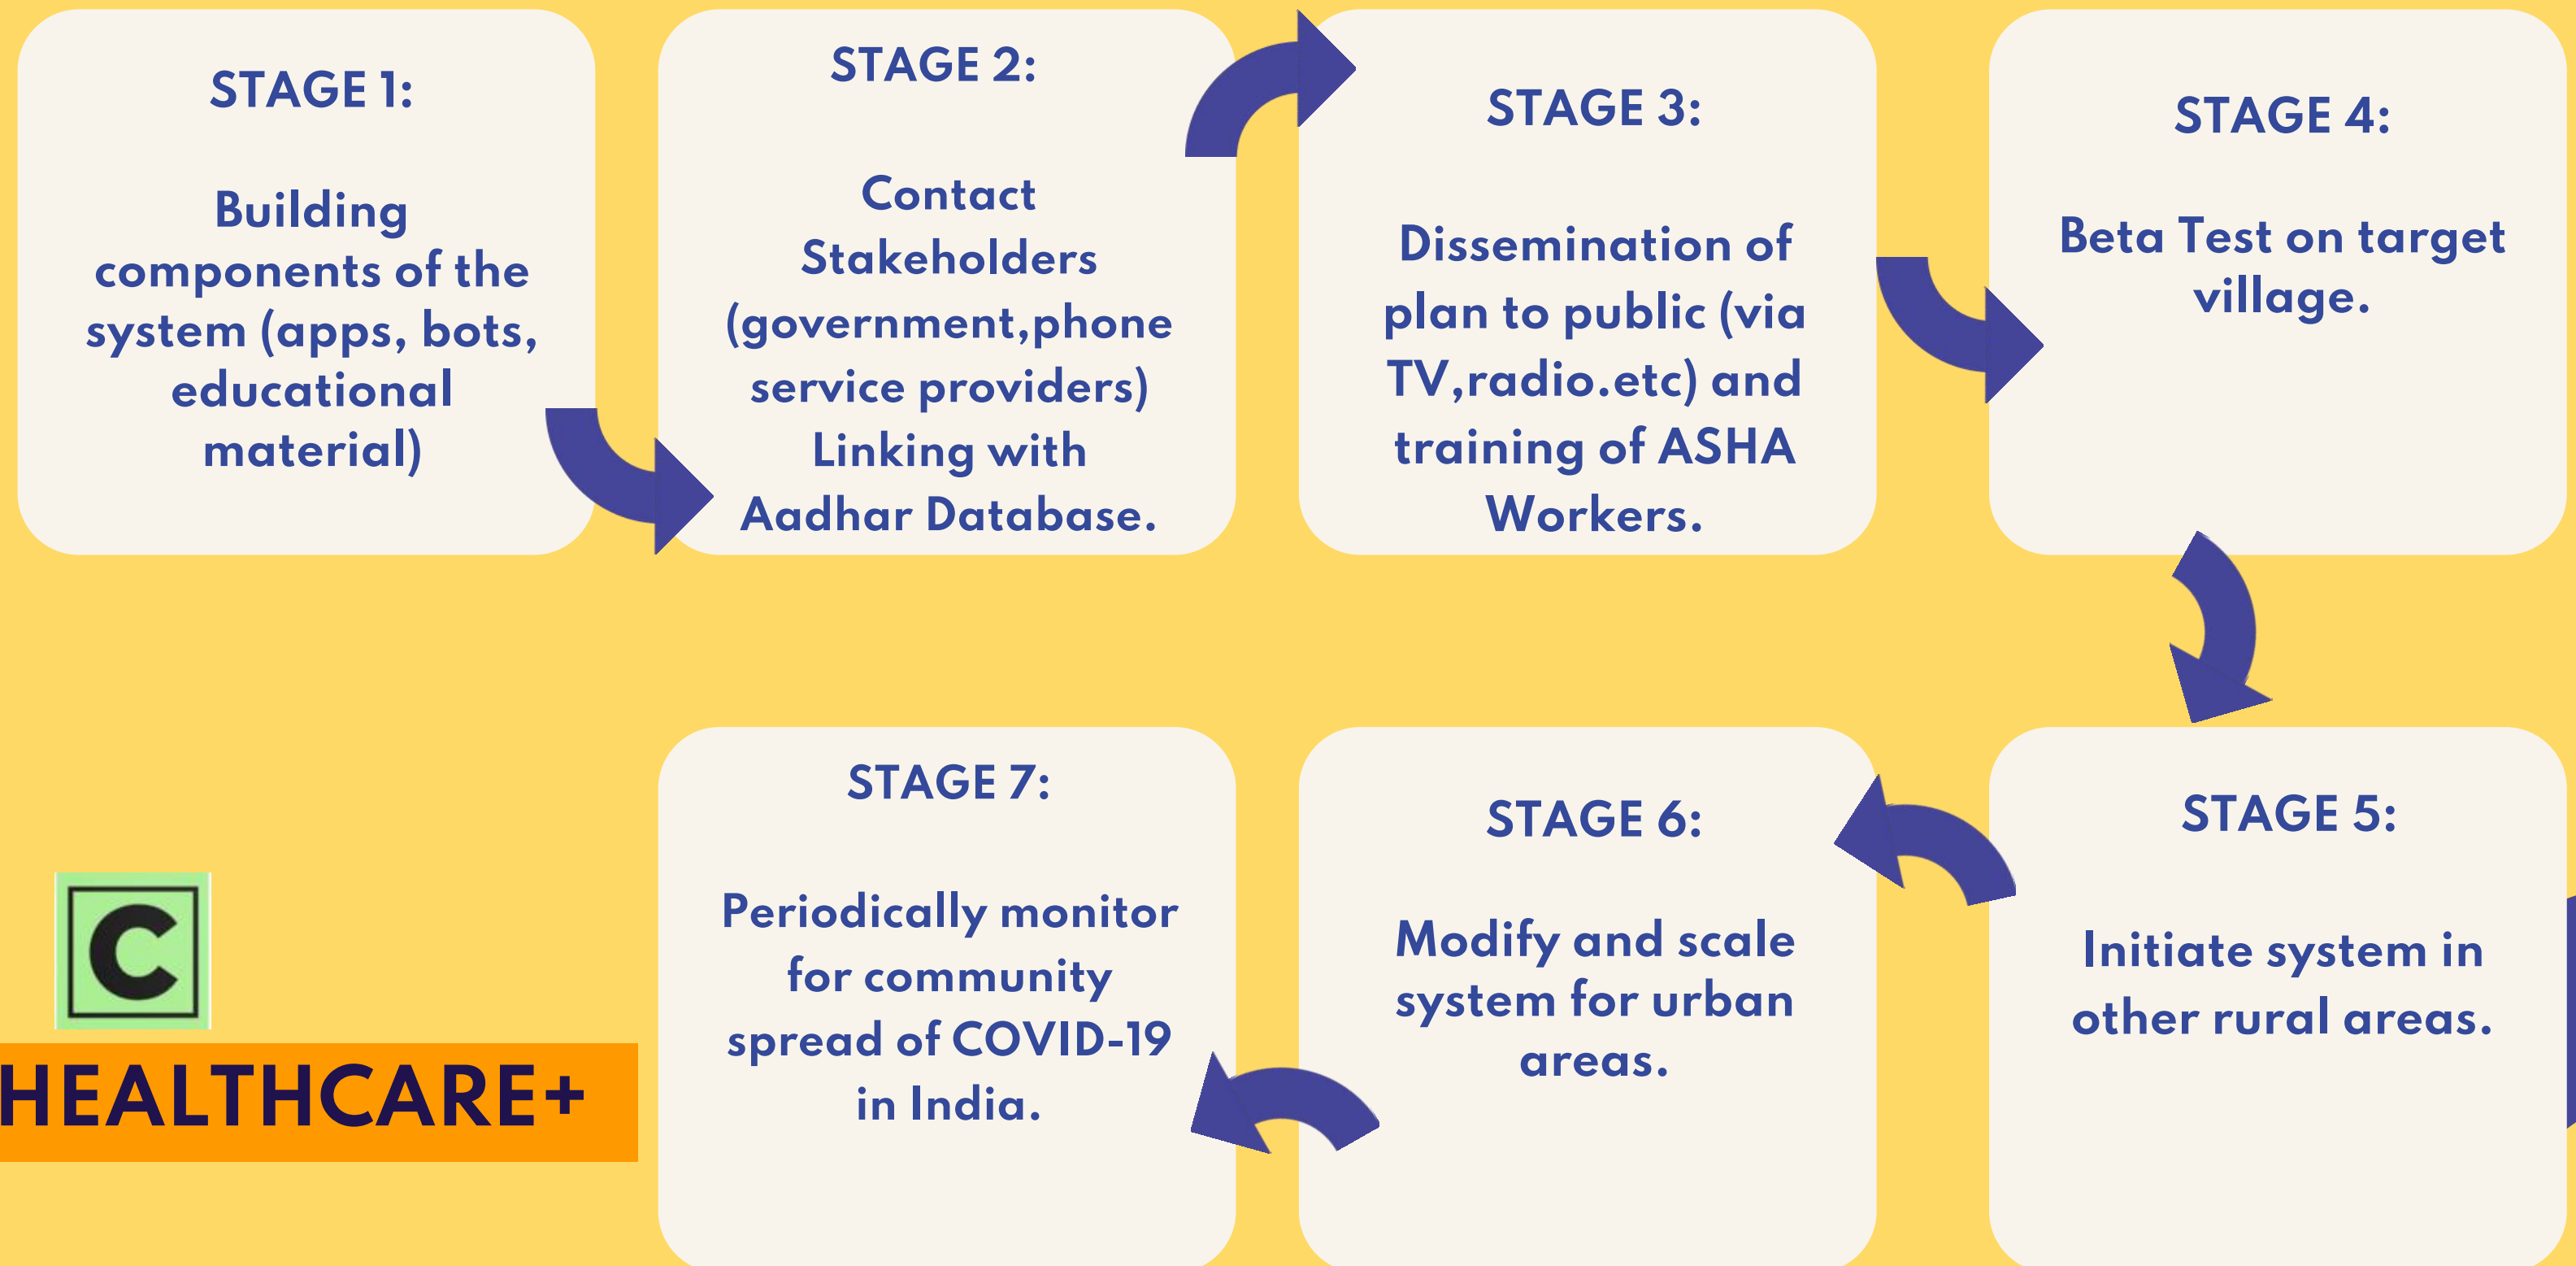 STAGE 1:
Building
components of the
system (apps, bots,
educational
material)
STAGE 2:
Contact
Stakeholders
(government,phone
service providers)
Linking with
Aadhar Database.
STAGE 3:
Dissemination of
plan to public (via
TV,radio.etc) and
training of ASHA
Workers.
STAGE 4:
Beta Test on target
village.
STAGE 5:
Initiate system in
other rural areas.
STAGE 6:
Modify and scale
system for urban
areas.
STAGE 7:
Periodically monitor
for community
spread of COVID-19
in India.
C
HEALTHCARE+